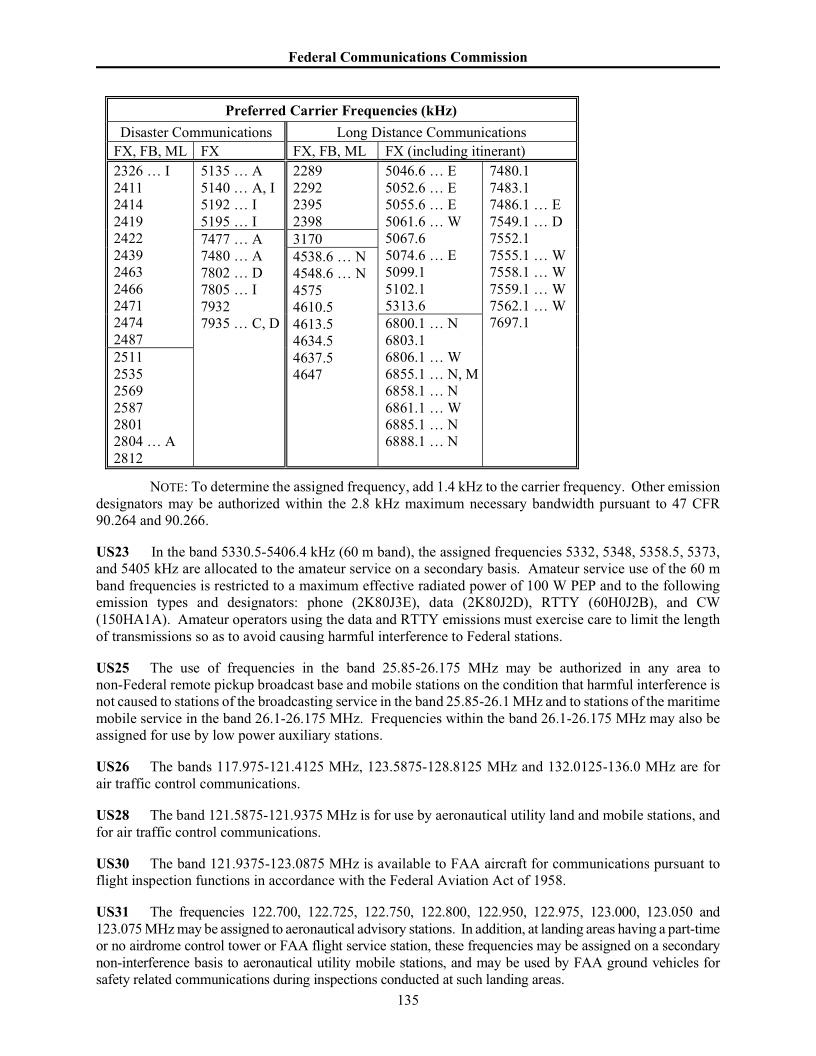 Federal Communications Commission
Preferred Carrier Frequencies (kHz)
Disaster Communications Long Distance Communications
FX, FB, ML FX FX, FB, ML FX (including itinerant)
2326 … I 5135 … A 2289 5046.6 … E 7480.1
2411 5140 … A, I 2292 5052.6 … E 7483.1
2414 5192 … I 2395 5055.6 … E 7486.1 … E
2419 5195 … I 2398 5061.6 … W 7549.1 … D
2422 7477 … A 3170 5067.6 7552.1
2439 7480 … A 4538.6 … N 5074.6 … E 7555.1 … W
2463 7802 … D 4548.6 … N 5099.1 7558.1 … W
2466 7805 … I 4575 5102.1 7559.1 … W
2471 7932 4610.5 5313.6 7562.1 … W
2474 7935 … C, D 4613.5 6800.1 … N 7697.1
2487 4634.5 6803.1
2511 4637.5 6806.1 … W
2535 4647 6855.1 … N, M
2569 6858.1 … N
2587 6861.1 … W
2801 6885.1 … N
2804 … A 6888.1 … N
2812
NOTE: To determine the assigned frequency, add 1.4 kHz to the carrier frequency. Other emission
designators may be authorized within the 2.8 kHz maximum necessary bandwidth pursuant to 47 CFR
90.264 and 90.266.
US23 In the band 5330.5-5406.4 kHz (60 m band), the assigned frequencies 5332, 5348, 5358.5, 5373,
and 5405 kHz are allocated to the amateur service on a secondary basis. Amateur service use of the 60 m
band frequencies is restricted to a maximum effective radiated power of 100 W PEP and to the following
emission types and designators: phone (2K80J3E), data (2K80J2D), RTTY (60H0J2B), and CW
(150HA1A). Amateur operators using the data and RTTY emissions must exercise care to limit the length
of transmissions so as to avoid causing harmful interference to Federal stations.
US25 The use of frequencies in the band 25.85-26.175 MHz may be authorized in any area to
non-Federal remote pickup broadcast base and mobile stations on the condition that harmful interference is
not caused to stations of the broadcasting service in the band 25.85-26.1 MHz and to stations of the maritime
mobile service in the band 26.1-26.175 MHz. Frequencies within the band 26.1-26.175 MHz may also be
assigned for use by low power auxiliary stations.
US26 The bands 117.975-121.4125 MHz, 123.5875-128.8125 MHz and 132.0125-136.0 MHz are for
air traffic control communications.
US28 The band 121.5875-121.9375 MHz is for use by aeronautical utility land and mobile stations, and
for air traffic control communications.
US30 The band 121.9375-123.0875 MHz is available to FAA aircraft for communications pursuant to
flight inspection functions in accordance with the Federal Aviation Act of 1958.
US31 The frequencies 122.700, 122.725, 122.750, 122.800, 122.950, 122.975, 123.000, 123.050 and
123.075 MHz may be assigned to aeronautical advisory stations. In addition, at landing areas having a part-time
or no airdrome control tower or FAA flight service station, these frequencies may be assigned on a secondary
non-interference basis to aeronautical utility mobile stations, and may be used by FAA ground vehicles for
safety related communications during inspections conducted at such landing areas.
135